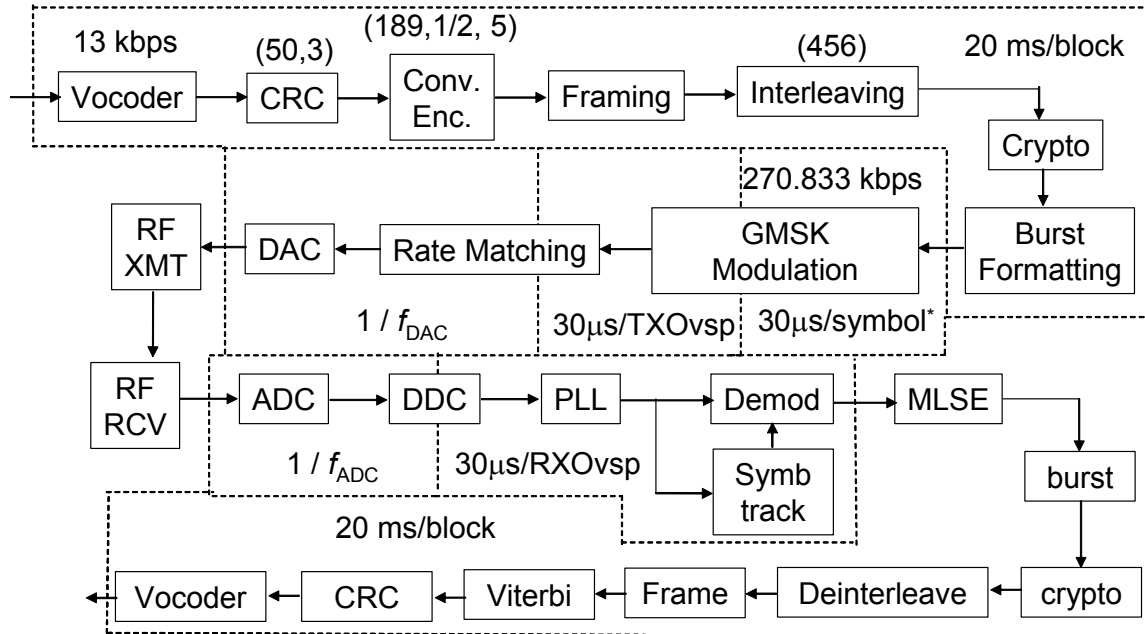 13 kbps
(50,3)
(189,1/2, 5)
(456)
20 ms/block
Vocoder
CRC
Conv.
Enc.
Framing
Interleaving
Crypto
270.833 kbps
RF
XMT
DAC
Rate Matching
GMSK
Modulation
Burst
Formatting
1 / fDAC
30μs/TXOvsp
30μs/symbol*
RF
RCV
ADC
DDC
PLL
Demod
MLSE
1 / fADC
30μs/RXOvsp
Symb
track
burst
20 ms/block
Vocoder
CRC
Viterbi
Frame
Deinterleave
crypto